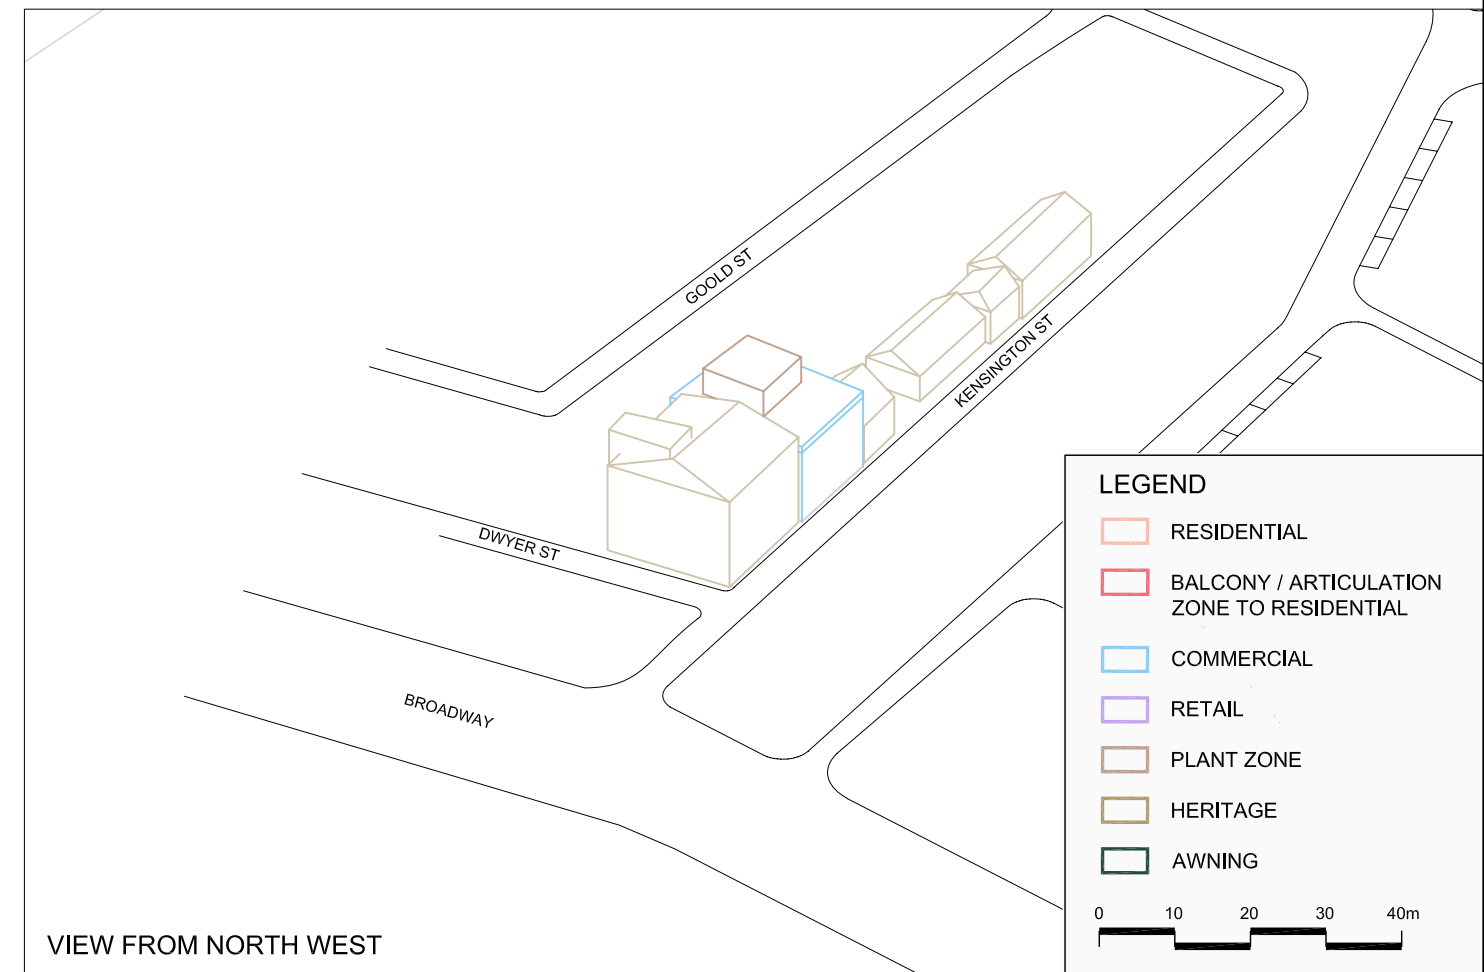 GOOLD ST
KENSINGTON ST
DWYER ST
BROADWAY
VIEW FROM NORTH WEST
LEGEND
RESIDENTIAL
BALCONY / ARTICULATION
ZONE TO RESIDENTIAL
COMMERCIAL
RETAIL
PLANT ZONE
HERITAGE
AWNING
0 10 20 30 40m